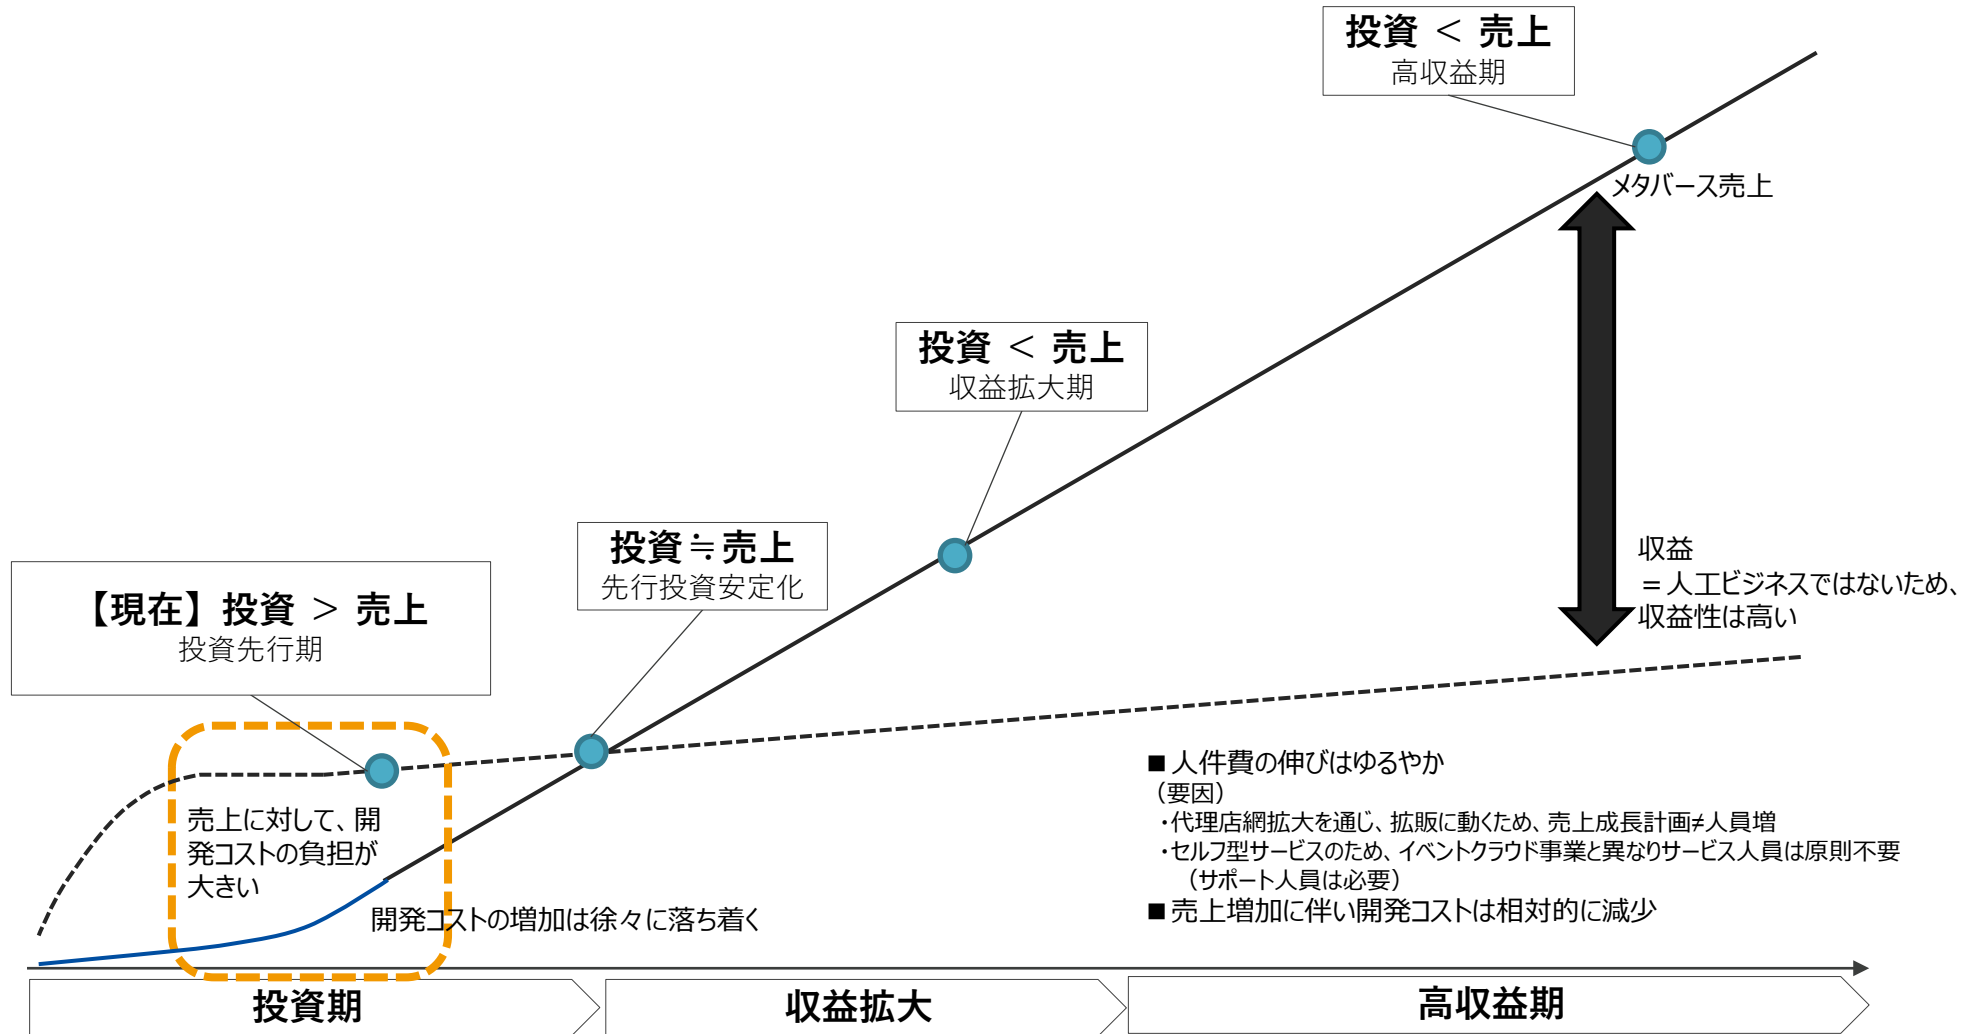 投資 ＜ 売上
高収益期
メタバース売上
投資 ＜ 売上
収益拡大期
収益
＝人工ビジネスではないため、
収益性は高い
投資≒売上
先行投資安定化
【現在】投資 ＞ 売上
投資先行期
売上に対して、開
発コストの負担が
大きい
開発コストの増加は徐々に落ち着く
■人件費の伸びはゆるやか
（要因）
・代理店網拡大を通じ、拡販に動くため、売上成長計画≠人員増
・セルフ型サービスのため、イベントクラウド事業と異なりサービス人員は原則不要
（サポート人員は必要）
■売上増加に伴い開発コストは相対的に減少
投資期
収益拡大
高収益期